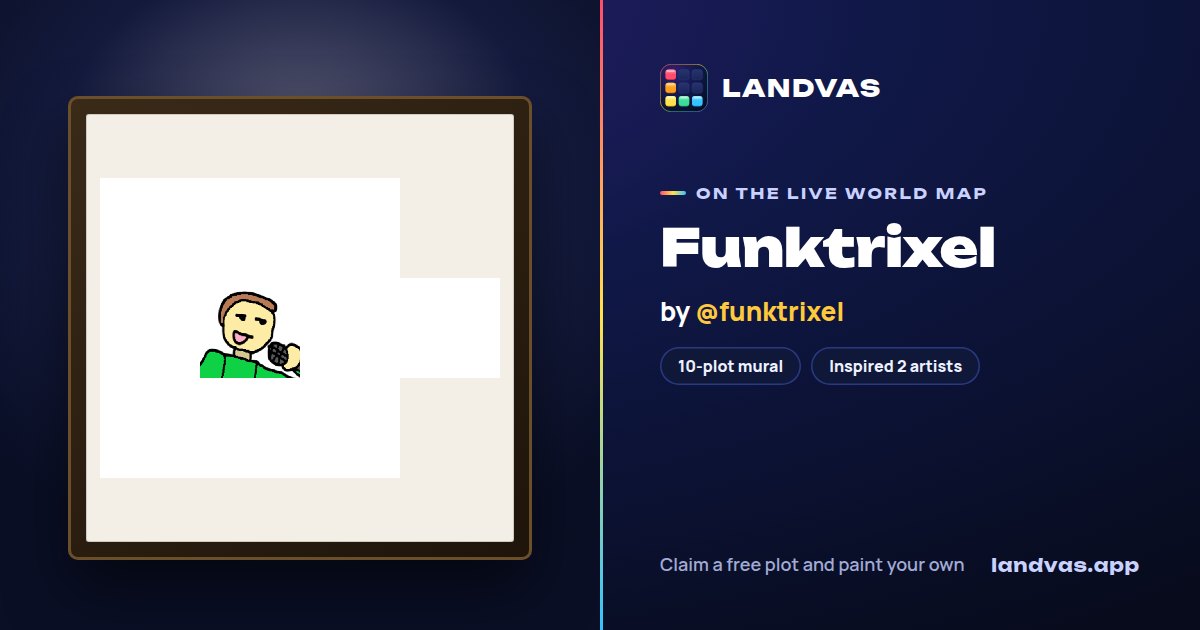 LANDVAS
ON THE LIVE WORLD MAP
Funktrixel
by @funktrixel
10-plot mural
Inspired 2 artists
Claim a free plot and paint your own
landvas.app